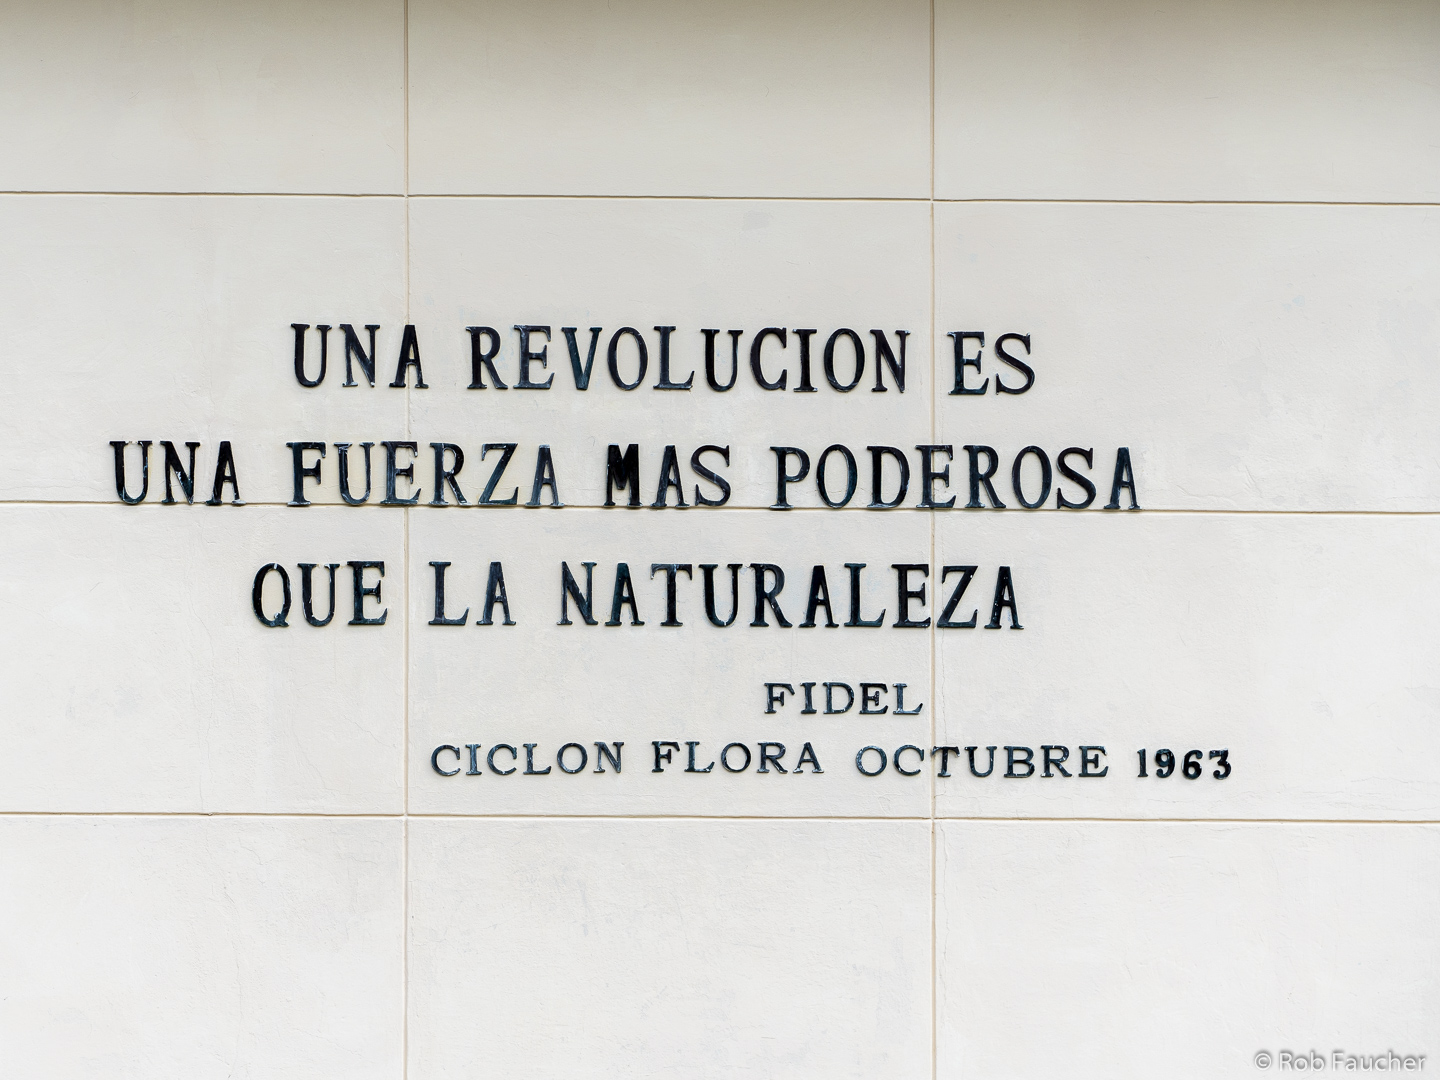 UNA REVOLUCION ES
UNA FUERZA MAS PODEROSA
QUE LA NATURALEZA
FIDEL
CICLON FLORA OCTUBRE 1963
© Rob Faucher